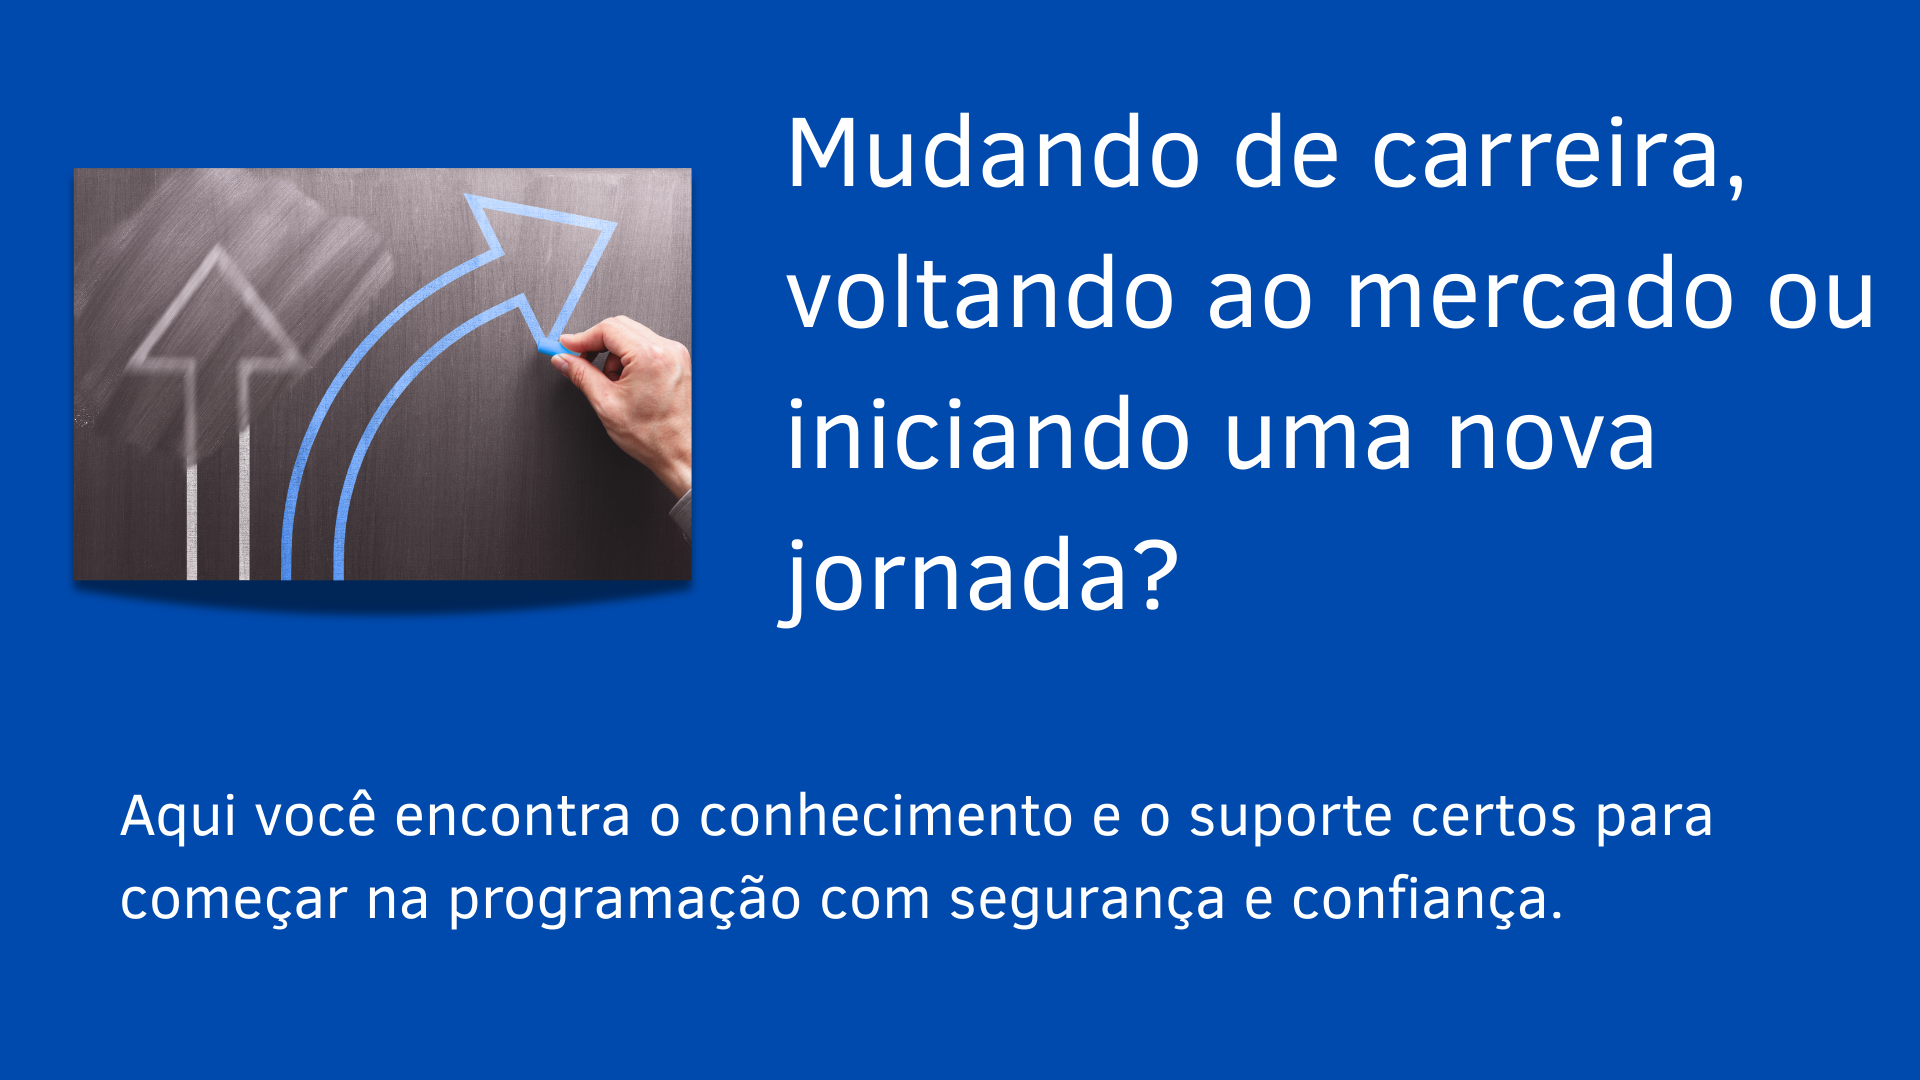 Mudando de carreira,
voltando ao mercado ou
iniciando uma nova
jornada?
Aqui você encontra o conhecimento e o suporte certos para
começar na programação com segurança e confiança.